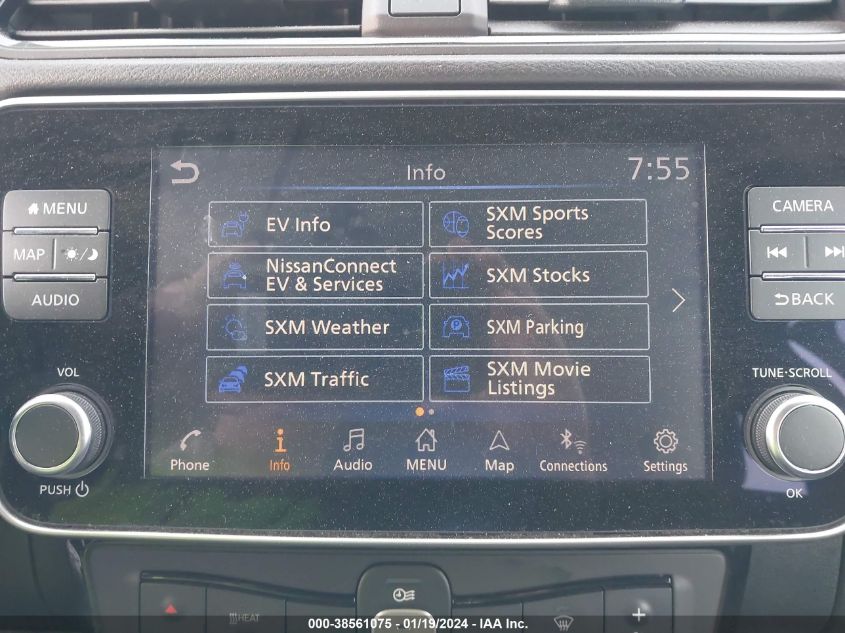 Info
7:55
MENU
MAP
AUDIO
EV Info
NissanConnect
EV & Services
SXM Weather
SXM Traffic
SXM Sports
Scores
SXM Stocks
SXM Parking
SXM Movie
Listings
CAMERA
BACK
VOL
PUSH
TUNE·SCROLL
OK
Phone
Info
Audio
MENU
Map
Connections
Settings
HEAT
000-38561075 - 01/19/2024 - IAA Inc.